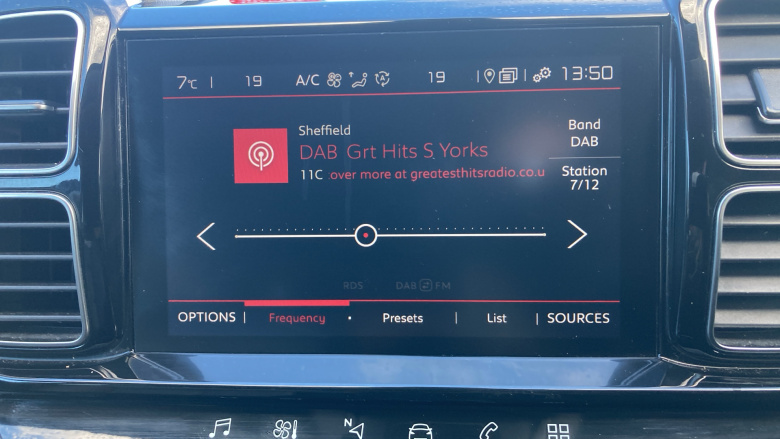 7°C | 19 A/C 19 | | 13:50
Sheffield
DAB Grt Hits S Yorks
11C over more at greatesthitsradio.co.u
Band
DAB
Station
7/12
RDS DAB FM
OPTIONS | Frequency • Presets | List | SOURCES
N